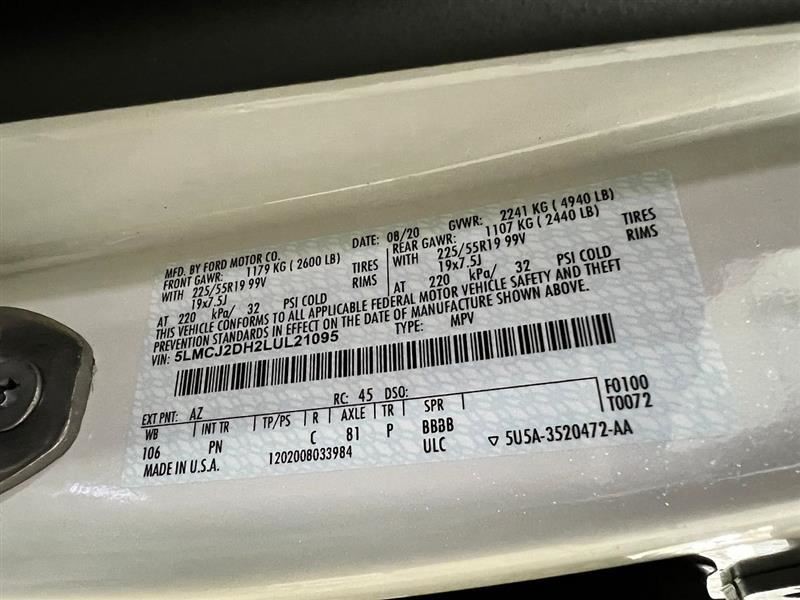 MFD. BY FORD MOTOR CO. DATE: 08/20 GVWR: 2241 KG ( 4940 LB)
FRONT GAWR: 1179 KG ( 2600 LB) REAR GAWR: 1107 KG ( 2440 LB)
WITH 225/55R19 99V TIRES WITH 225/55R19 99V TIRES
19x7.5J RIMS 19x7.5J RIMS
AT 220 kPa/ 32 PSI COLD AT 220 kPa/ 32 PSI COLD
THIS VEHICLE CONFORMS TO ALL APPLICABLE FEDERAL MOTOR VEHICLE SAFETY AND THEFT
PREVENTION STANDARDS IN EFFECT ON THE DATE OF MANUFACTURE SHOWN ABOVE.
VIN: 5LMCJ2DH2LUL21095 TYPE: MPV
EXT PNT: AZ RC: 45 DSO: F0100
WB INT TR TP/PS R AXLE TR SPR T0072
106 PN C 81 P BBBB
MADE IN U.S.A. 1202008033984 ULC ▽ 5U5A-3520472-AA